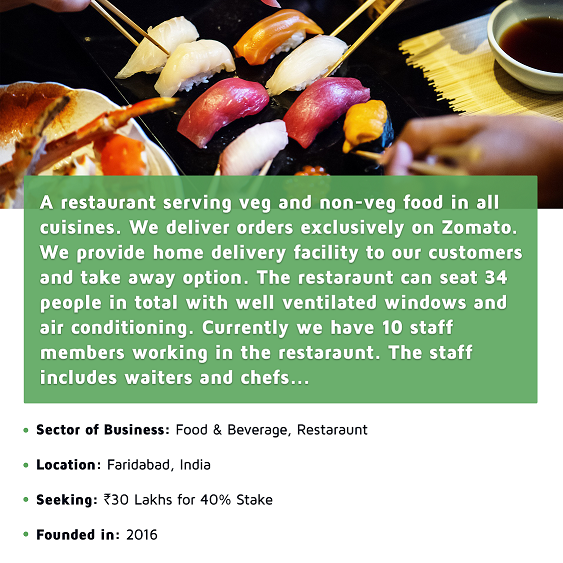 A restaurant serving veg and non-veg food in all
cuisines. We deliver orders exclusively on Zomato.
We provide home delivery facility to our customers
and take away option. The restaraunt can seat 34
people in total with well ventilated windows and
air conditioning. Currently we have 10 staff
members working in the restaraunt. The staff
includes waiters and chefs...
• Sector of Business: Food & Beverage, Restaraunt
• Location: Faridabad, India
• Seeking: ₹30 Lakhs for 40% Stake
• Founded in: 2016